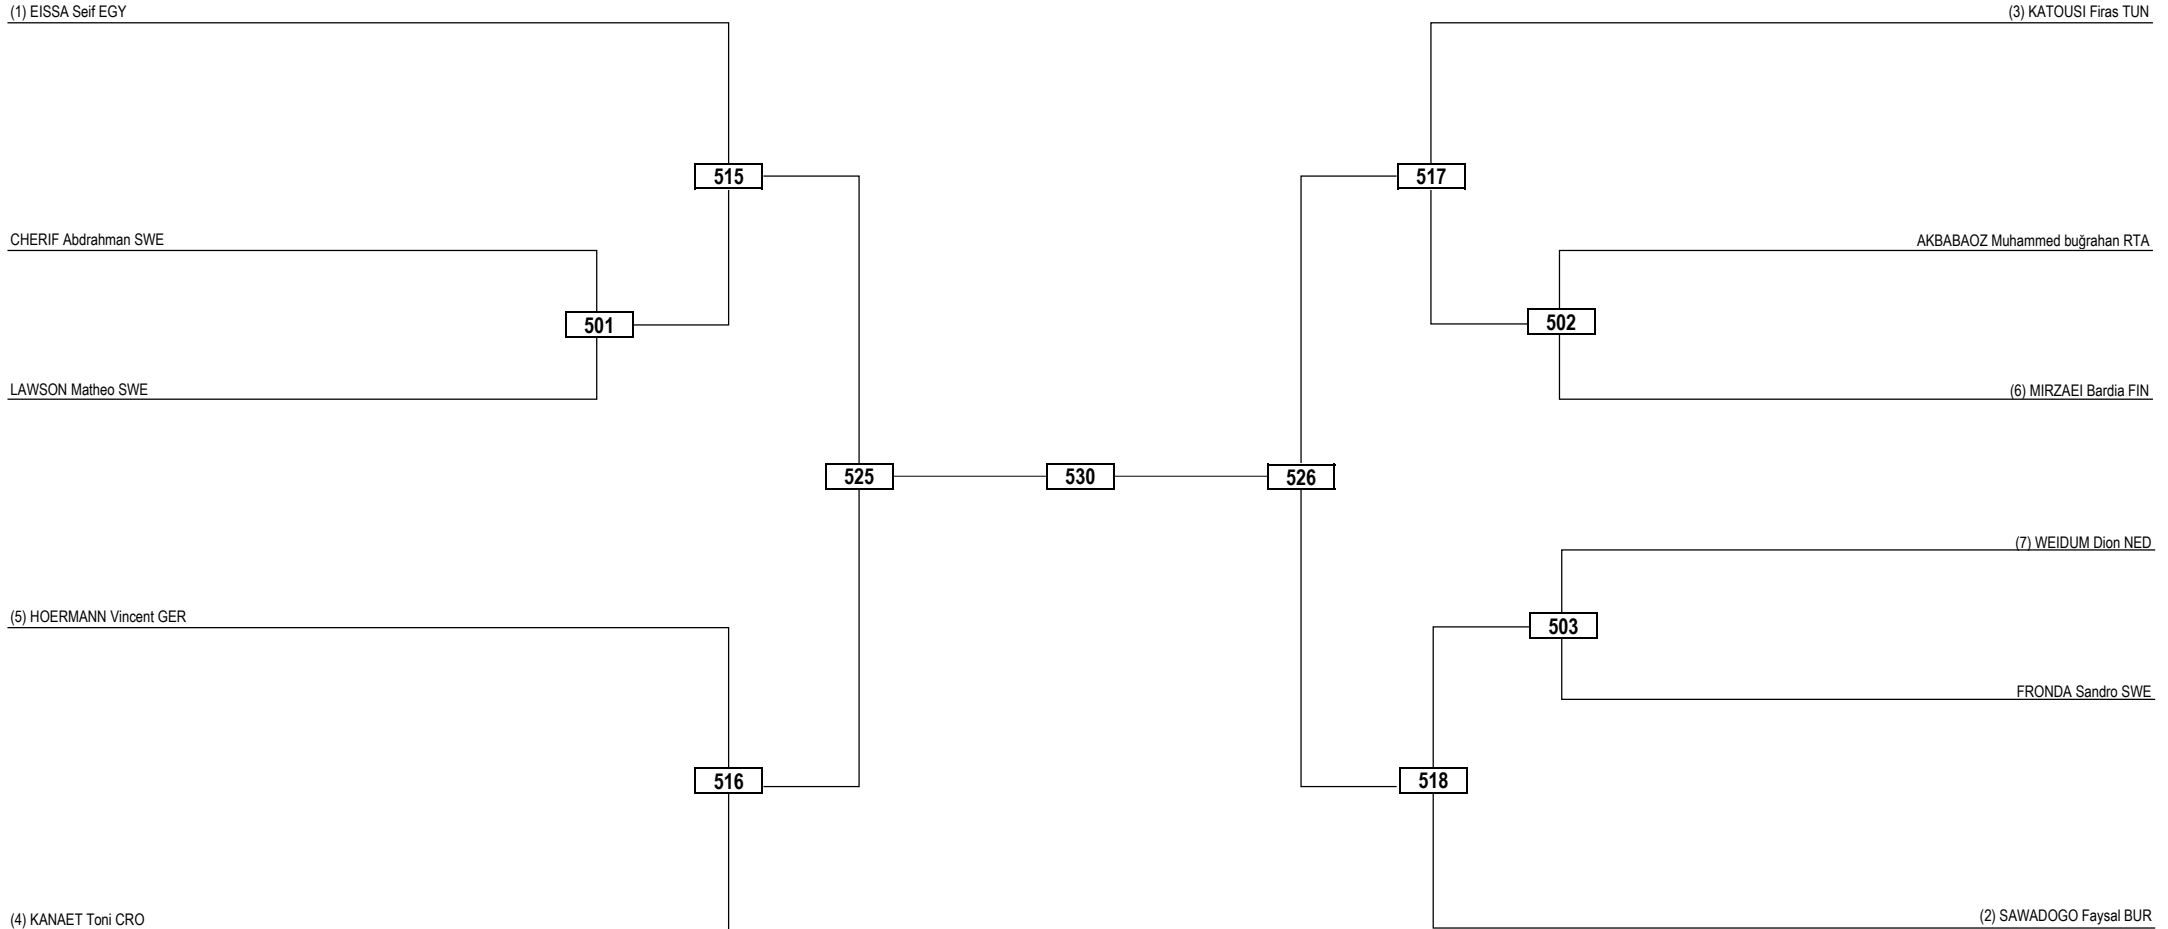 (1) EISSA Seif EGY
(3) KATOUSI Firas TUN
515
517
CHERIF Abdrahman SWE
AKBABAOZ Muhammed buğrahan RTA
501
502
LAWSON Matheo SWE
(6) MIRZAEI Bardia FIN
525
530
526
(7) WEIDUM Dion NED
(5) HOERMANN Vincent GER
503
FRONDA Sandro SWE
516
518
(4) KANAET Toni CRO
(2) SAWADOGO Faysal BUR